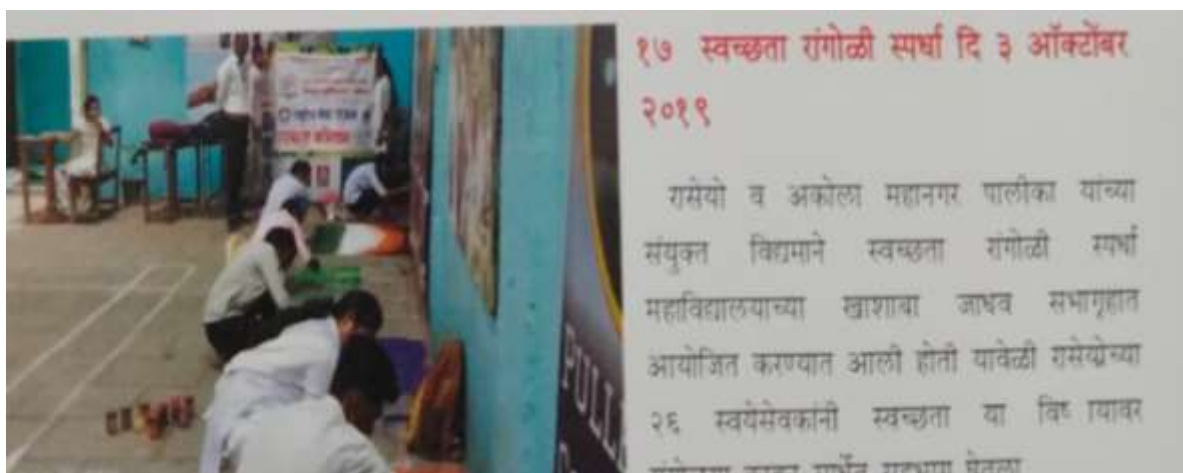 १७ स्वच्छता रांगोळी स्पर्धा दि ३ ऑक्टोंबर
२०१९
रासेयो व अकोला महानगर पालीका यांच्या
संयुक्त विद्यमाने स्वच्छता रांगोळी स्पर्धा
महाविद्यालयाच्या खाशाबा जाधव सभागृहात
आयोजित करण्यात आली होती यावेळी रासेयोच्या
२६ स्वयेसेवकांनी स्वच्छता या विष यावर
PULL